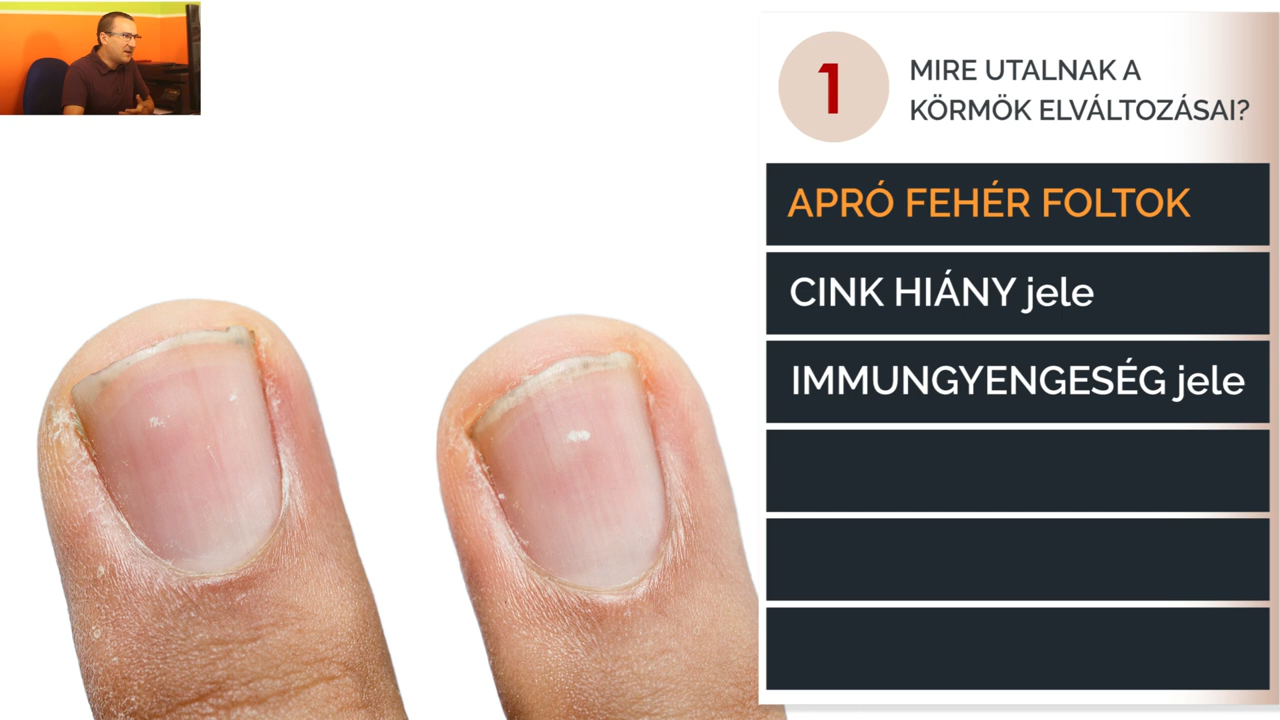 1
MIRE UTALNAK A
KÖRMÖK ELVÁLTOZÁSAI?
APRÓ FEHÉR FOLTOK
CINK HIÁNY jele
IMMUNGYENGESÉG jele